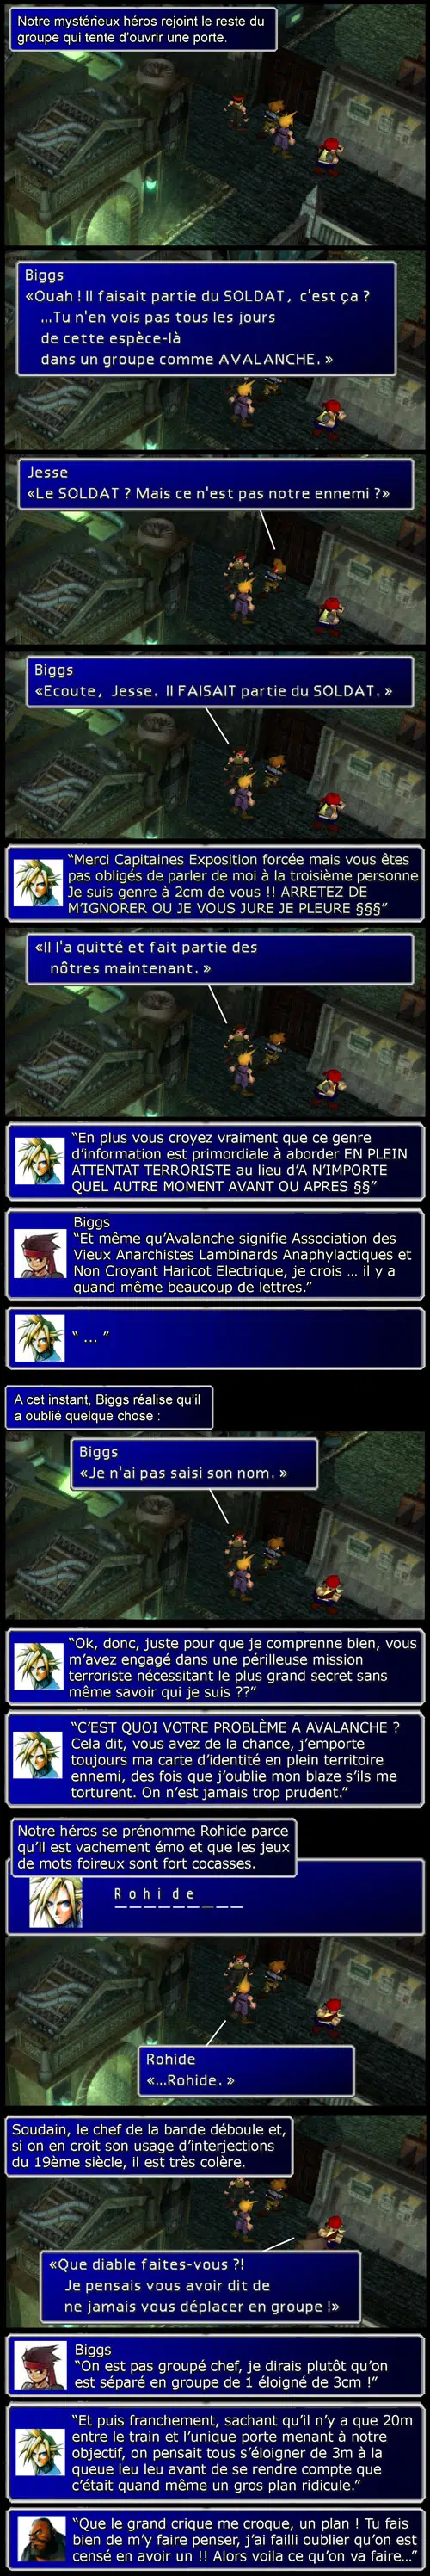 Notre mystérieux héros rejoint le reste du
groupe qui tente d'ouvrir une porte.
Biggs
«Ouah ! Il faisait partie du SOLDAT, c'est ça ?
...Tu n'en vois pas tous les jours
de cette espèce-là
dans un groupe comme AVALANCHE. »
Jesse
«Le SOLDAT ? Mais ce n'est pas notre ennemi ?»
Biggs
«Ecoute, Jesse. Il FAISAIT partie du SOLDAT. »
“Merci Capitaines Exposition forcée mais vous êtes
pas obligés de parler de moi à la troisième personne
Je suis genre à 2cm de vous !! ARRETEZ DE
M'IGNORER OU JE VOUS JURE JE PLEURE §§§”
«Il l'a quitté et fait partie des
nôtres maintenant. »
“En plus vous croyez vraiment que ce genre
d'information est primordiale à aborder EN PLEIN
ATTENTAT TERRORISTE au lieu d'A N'IMPORTE
QUEL AUTRE MOMENT AVANT OU APRES §§”
Biggs
“Et même qu'Avalanche signifie Association des
Vieux Anarchistes Lambinards Anaphylactiques et
Non Croyant Haricot Electrique, je crois ... il y a
quand même beaucoup de lettres.”
“ ... ”
A cet instant, Biggs réalise qu'il
a oublié quelque chose :
Biggs
«Je n'ai pas saisi son nom. »
“Ok, donc, juste pour que je comprenne bien, vous
m'avez engagé dans une périlleuse mission
terroriste nécessitant le plus grand secret sans
même savoir qui je suis ??”
“C'EST QUOI VOTRE PROBLÈME A AVALANCHE ?
Cela dit, vous avez de la chance, j'emporte
toujours ma carte d'identité en plein territoire
ennemi, des fois que j'oublie mon blaze s'ils me
torturent. On n'est jamais trop prudent.”
Notre héros se prénomme Rohide parce
qu'il est vachement émo et que les jeux
de mots foireux sont fort cocasses.
Rohide
Rohide
«...Rohide. »
Soudain, le chef de la bande déboule et,
si on en croit son usage d'interjections
du 19ème siècle, il est très colère.
«Que diable faites-vous ?!
Je pensais vous avoir dit de
ne jamais vous déplacer en groupe !»
Biggs
“On est pas groupé chef, je dirais plutôt qu'on
est séparé en groupe de 1 éloigné de 3cm !”
“Et puis franchement, sachant qu'il n'y a que 20m
entre le train et l'unique porte menant à notre
objectif, on pensait tous s'éloigner de 3m à la
queue leu leu avant de se rendre compte que
c'était quand même un gros plan ridicule.”
“Que le grand crique me croque, un plan ! Tu fais
bien de m'y faire penser, j'ai failli oublier qu'on est
censé en avoir un !! Alors voila ce qu'on va faire...”